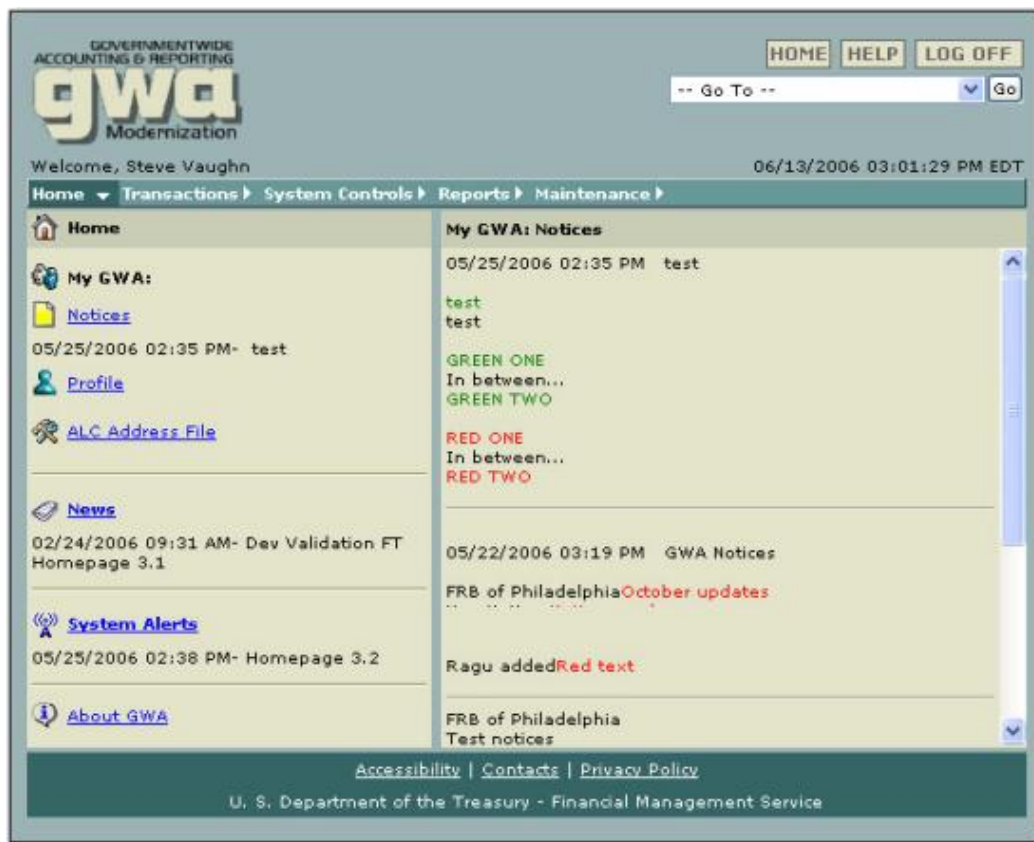 GOVERNMENTWIDE
ACCOUNTING & REPORTING
gwa
Modernization
HOME HELP LOG OFF
-- Go To -- Go
Welcome, Steve Vaughn 06/13/2006 03:01:29 PM EDT
Home Transactions System Controls Reports Maintenance
Home
My GWA:
Notices
05/25/2006 02:35 PM- test
Profile
ALC Address File
News
02/24/2006 09:31 AM- Dev Validation FT
Homepage 3.1
System Alerts
05/25/2006 02:38 PM- Homepage 3.2
About GWA
My GWA: Notices
05/25/2006 02:35 PM test
test
test
GREEN ONE
In between...
GREEN TWO
RED ONE
In between...
RED TWO
05/22/2006 03:19 PM GWA Notices
FRB of PhiladelphiaOctober updates
Ragu addedRed text
FRB of Philadelphia
Test notices
Accessibility | Contacts | Privacy Policy
U. S. Department of the Treasury - Financial Management Service